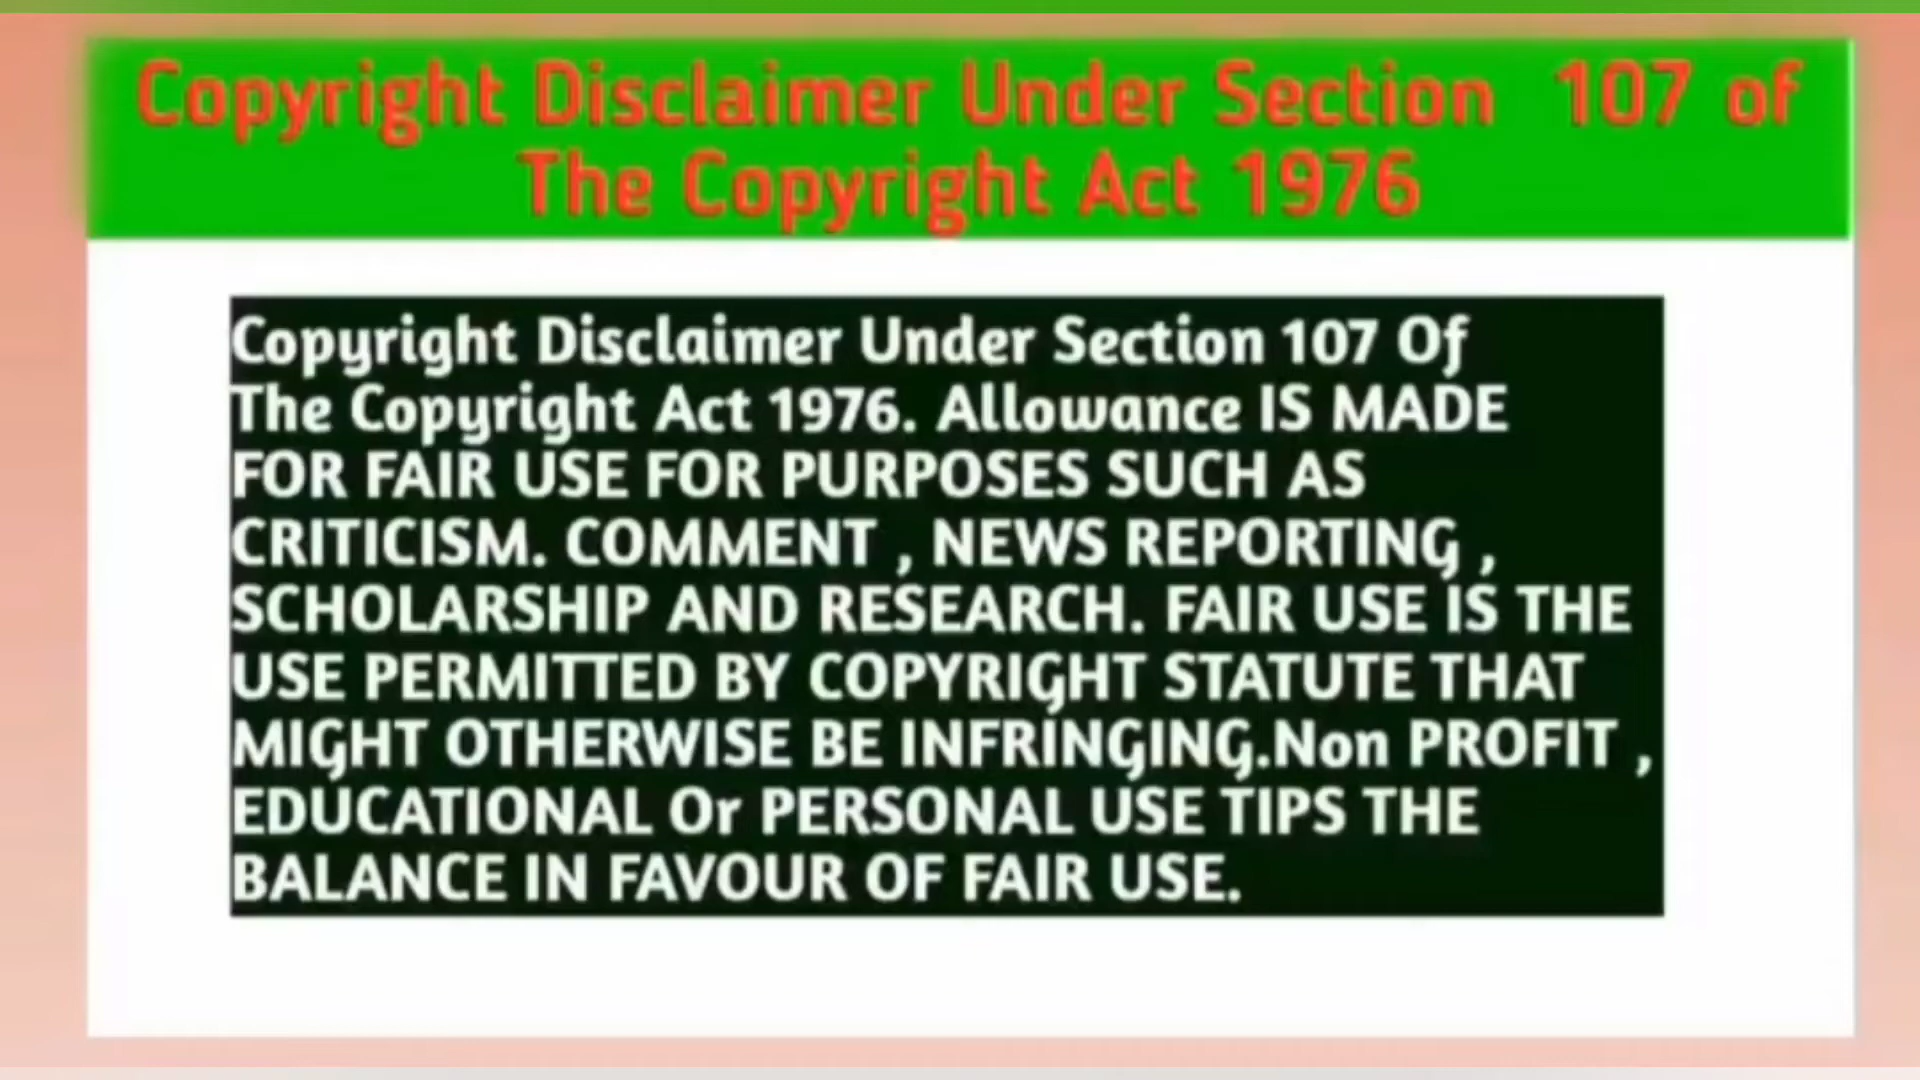 Copyright Disclaimer Under Section 107 of
The Copyright Act 1976
Copyright Disclaimer Under Section 107 Of
The Copyright Act 1976. Allowance IS MADE
FOR FAIR USE FOR PURPOSES SUCH AS
CRITICISM. COMMENT , NEWS REPORTING ,
SCHOLARSHIP AND RESEARCH. FAIR USE IS THE
USE PERMITTED BY COPYRIGHT STATUTE THAT
MIGHT OTHERWISE BE INFRINGING.Non PROFIT ,
EDUCATIONAL Or PERSONAL USE TIPS THE
BALANCE IN FAVOUR OF FAIR USE.